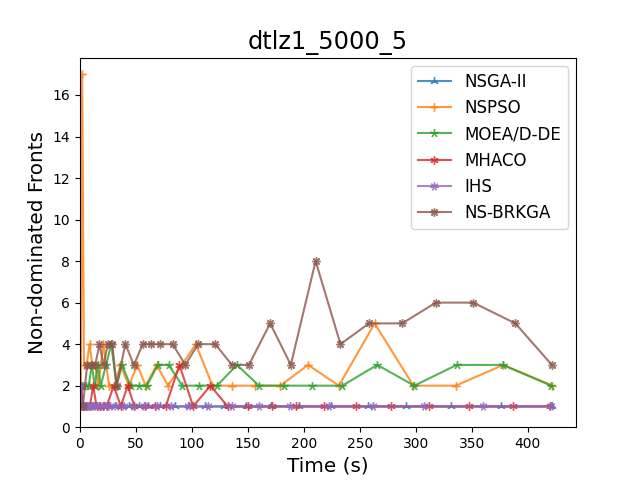 dtlz1_5000_5
Non-dominated Fronts
16
14
12
10
8
6
4
2
0
NSGA-II
NSPSO
MOEA/D-DE
MHACO
IHS
NS-BRKGA
0 50 100 150 200 250 300 350 400
Time (s)